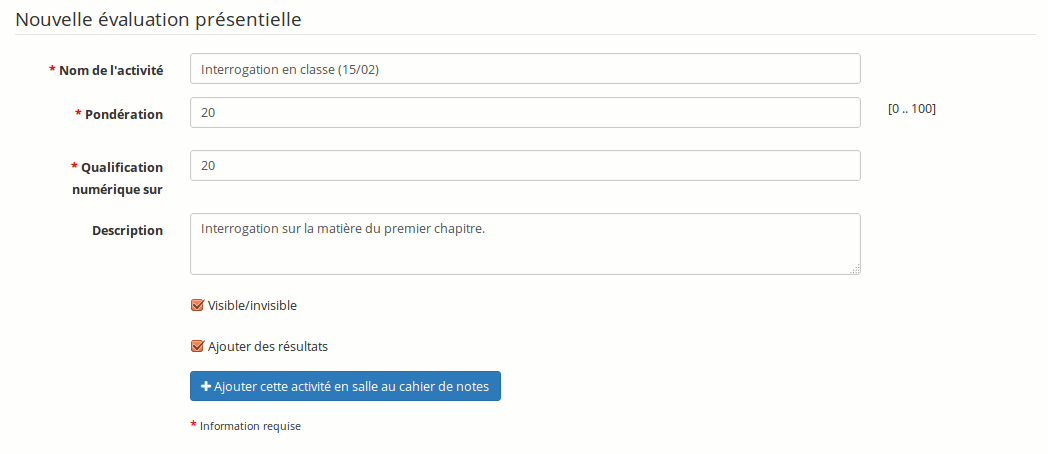 Nouvelle évaluation présentielle
* Nom de l'activité
Interrogation en classe (15/02)
* Pondération
20
[0 .. 100]
* Qualification
numérique sur
20
Description
Interrogation sur la matière du premier chapitre.
Visible/invisible
Ajouter des résultats
+ Ajouter cette activité en salle au cahier de notes
* Information requise